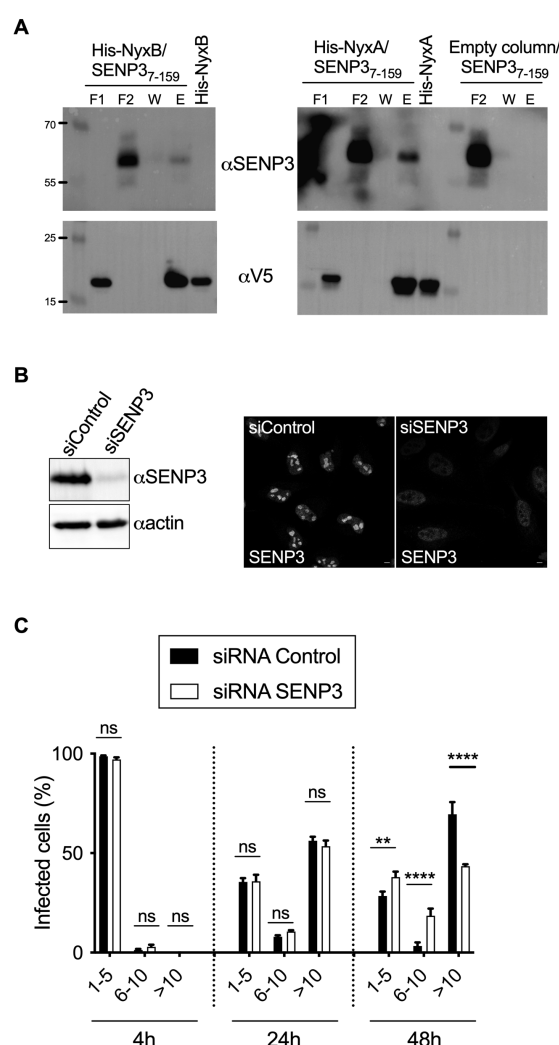 A
His-NyxB/
SENP3₇₋₁₅₉
His-NyxB
F1 F2 W E
His-NyxA/
SENP3₇₋₁₅₉
His-NyxA
F1 F2 W E
Empty column/
SENP3₇₋₁₅₉
F2 W E
70
55
αSENP3
25
15
αV5
B
siControl
siSENP3
αSENP3
αactin
siControl
siSENP3
SENP3
SENP3
C
siRNA Control
siRNA SENP3
Infected cells (%)
100
50
0
ns
ns
ns
ns
ns
ns
**
****
****
1-5
6-10
>10
1-5
6-10
>10
1-5
6-10
>10
4h
24h
48h